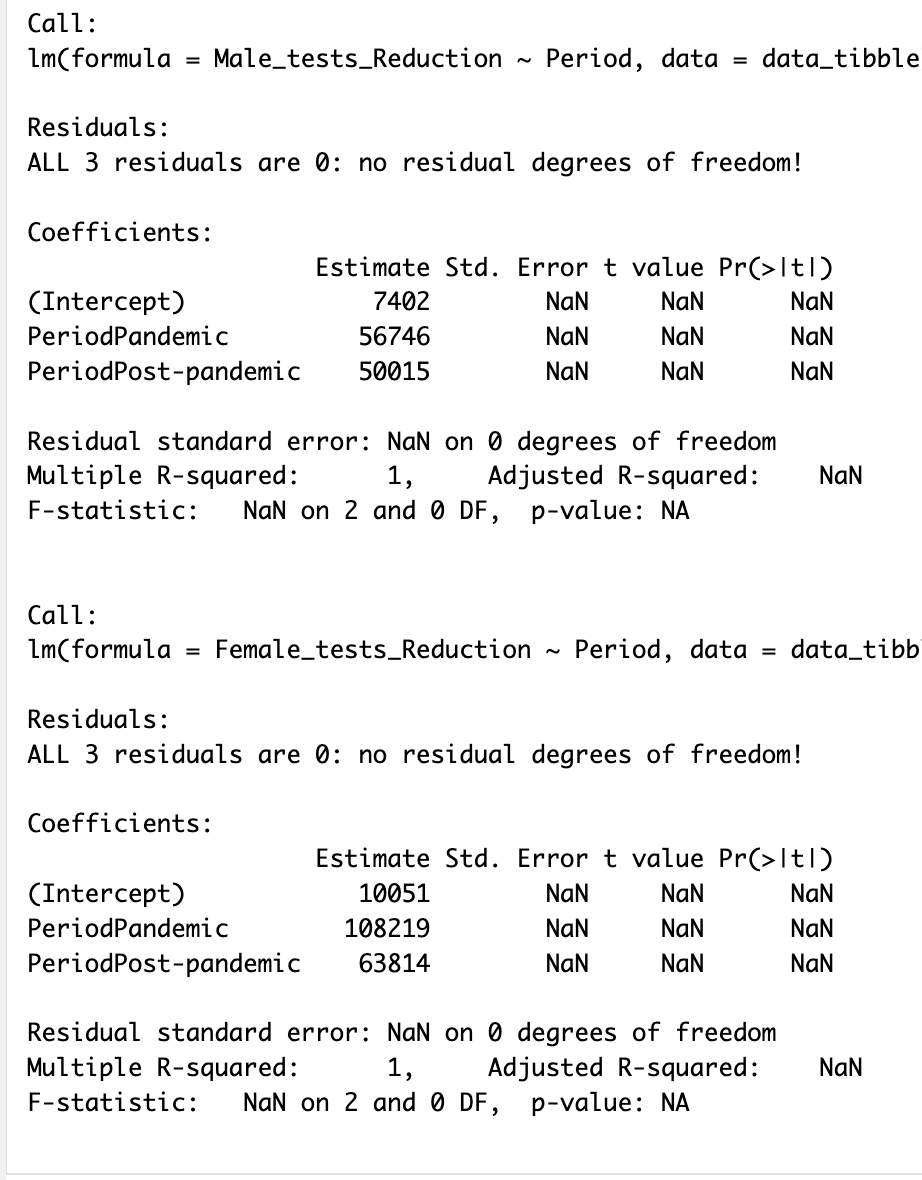 Call:
lm(formula = Male_tests_Reduction ~ Period, data = data_tibble
Residuals:
ALL 3 residuals are 0: no residual degrees of freedom!
Coefficients:
Estimate Std. Error t value Pr(>|t|)
(Intercept) 7402 NaN NaN NaN
PeriodPandemic 56746 NaN NaN NaN
PeriodPost-pandemic 50015 NaN NaN NaN
Residual standard error: NaN on 0 degrees of freedom
Multiple R-squared: 1, Adjusted R-squared: NaN
F-statistic: NaN on 2 and 0 DF, p-value: NA
Call:
lm(formula = Female_tests_Reduction ~ Period, data = data_tibb
Residuals:
ALL 3 residuals are 0: no residual degrees of freedom!
Coefficients:
Estimate Std. Error t value Pr(>|t|)
(Intercept) 10051 NaN NaN NaN
PeriodPandemic 108219 NaN NaN NaN
PeriodPost-pandemic 63814 NaN NaN NaN
Residual standard error: NaN on 0 degrees of freedom
Multiple R-squared: 1, Adjusted R-squared: NaN
F-statistic: NaN on 2 and 0 DF, p-value: NA